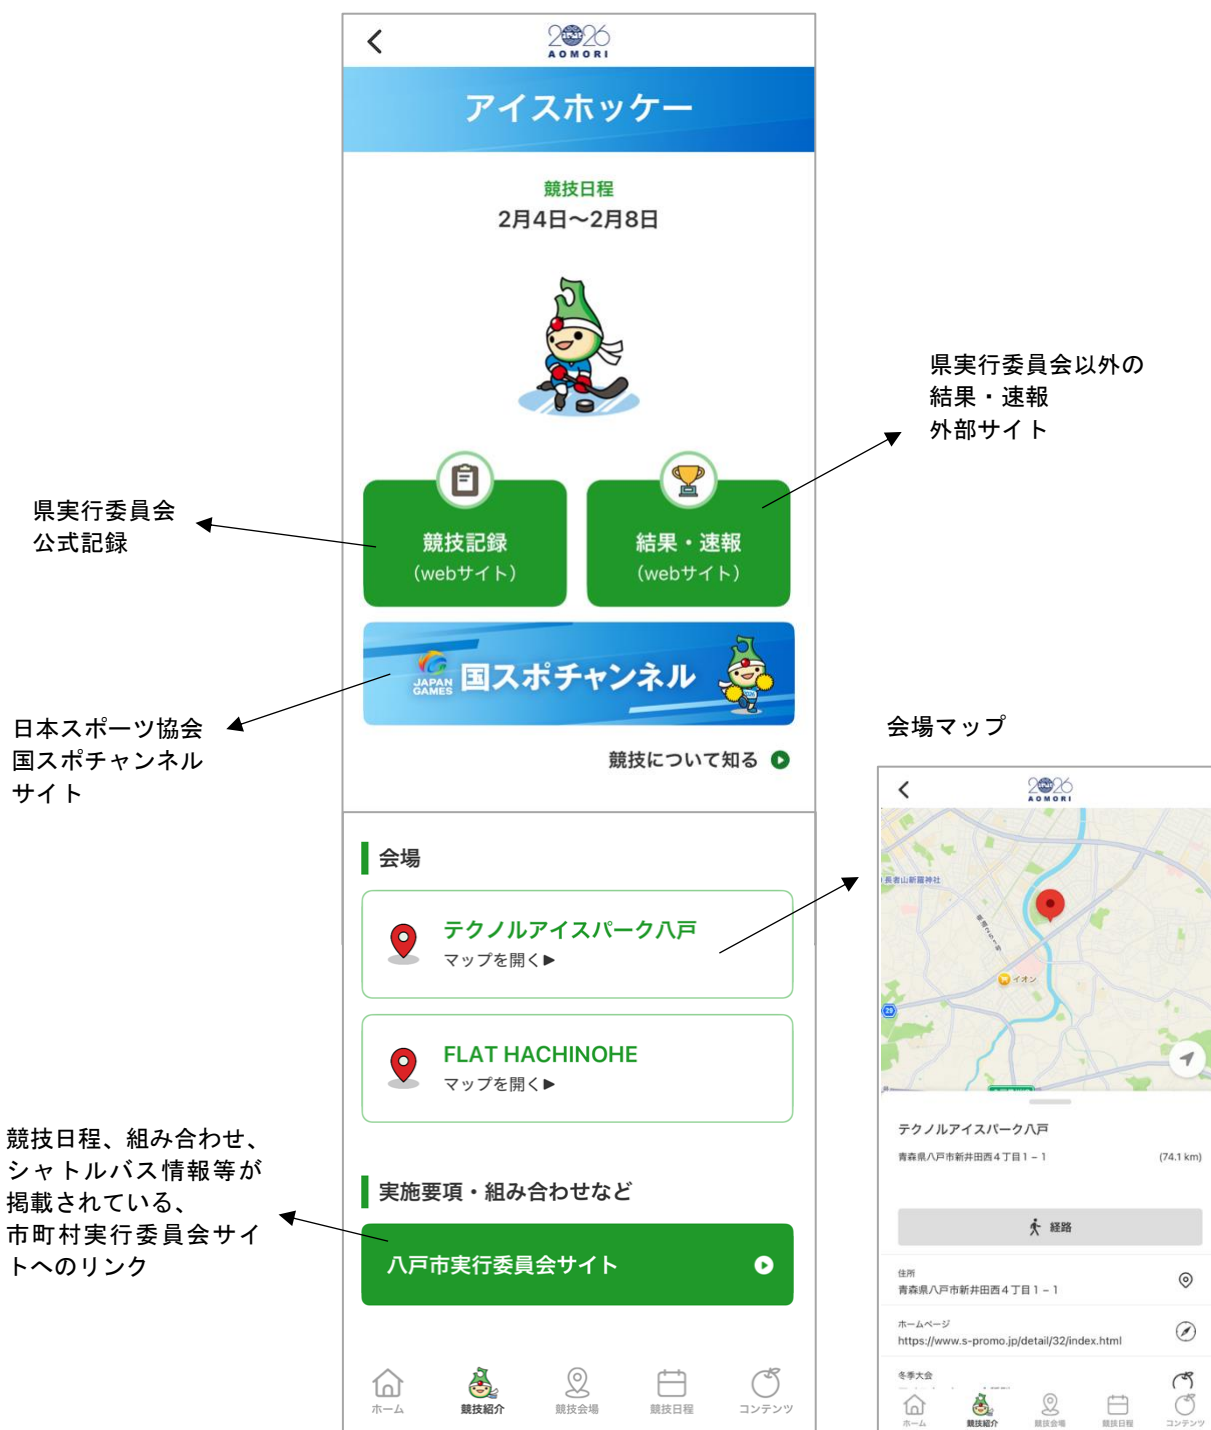 2026
AOMORI
アイスホッケー
競技日程
2月4日～2月8日
県実行委員会以外の
結果・速報
外部サイト
県実行委員会
公式記録
競技記録
（webサイト）
結果・速報
（webサイト）
JAPAN
GAMES
国スポチャンネル
日本スポーツ協会
国スポチャンネル
サイト
競技について知る
会場
テクノルアイスパーク八戸
マップを開く▶
FLAT HACHINOHE
マップを開く▶
競技日程、組み合わせ、
シャトルバス情報等が
掲載されている、
市町村実行委員会サイ
トへのリンク
実施要項・組み合わせなど
八戸市実行委員会サイト
ホーム
競技紹介
競技会場
競技日程
コンテンツ
会場マップ
2026
AOMORI
長者山新羅神社
イオン
29
テクノルアイスパーク八戸
青森県八戸市新井田西４丁目１－１
(74.1 km)
経路
住所
青森県八戸市新井田西４丁目１－１
ホームページ
https://www.s-promo.jp/detail/32/index.html
冬季大会
ホーム
競技紹介
競技会場
競技日程
コンテンツ